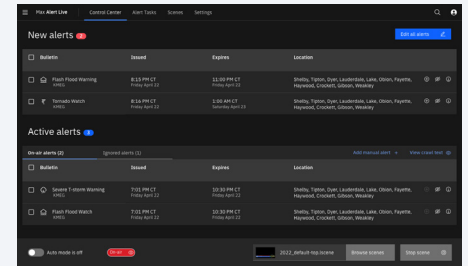 Max Alert Live Control Center Alert Tasks Scenes Settings
New alerts 2 Edit all alerts
Bulletin Issued Expires Location
Flash Flood Warning 8:13 PM CT 11:00 PM CT Shelby, Tipton, Dyer, Lauderdale, Lake, Obion, Fayette,
XMEG Friday April 22 Friday April 22 Haywood, Crockett, Gibson, Weakley
Tornado Watch 8:16 PM CT 1:00 AM CT Shelby, Tipton, Dyer, Lauderdale, Lake, Obion, Fayette,
XMEG Friday April 22 Saturday April 23 Haywood, Crockett, Gibson, Weakley
Active alerts 2
On-air alerts (2) Ignored alerts (1) Add manual alert + View crawl text
Bulletin Issued Expires Location
Severe T-storm Warning 7:01 PM CT 10:30 PM CT Shelby, Tipton, Dyer, Lauderdale, Lake, Obion, Fayette,
XMEG Friday April 22 Friday April 22 Haywood, Crockett, Gibson, Weakley
Flash Flood Watch 7:01 PM CT 10:30 PM CT Shelby, Tipton, Dyer, Lauderdale, Lake, Obion, Fayette,
XMEG Friday April 22 Friday April 22 Haywood, Crockett, Gibson, Weakley
Auto mode is off On-air 2022_default-top.scene Browse scenes Stop scene